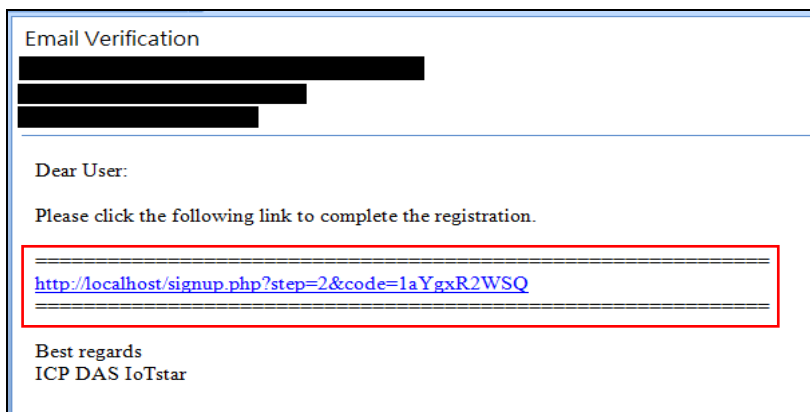 Email Verification
Dear User:
Please click the following link to complete the registration.
==============================================================
http://localhost/signup.php?step=2&code=1aYgxR2WSQ
==============================================================
Best regards
ICP DAS IoTstar